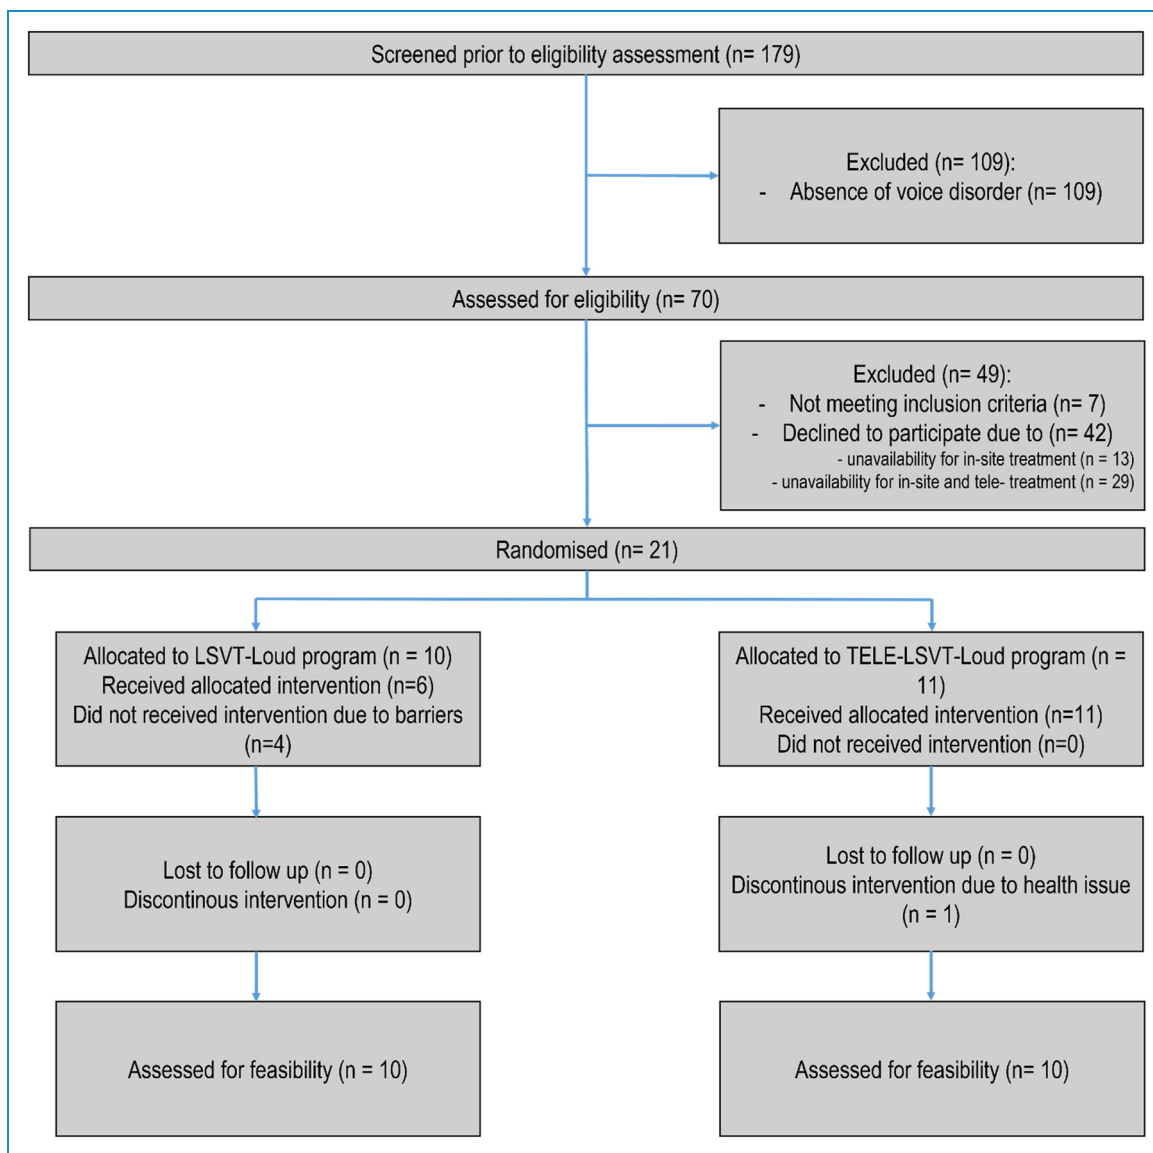 Screened prior to eligibility assessment (n= 179)
Excluded (n= 109):
- Absence of voice disorder (n= 109)
Assessed for eligibility (n= 70)
Excluded (n= 49):
- Not meeting inclusion criteria (n= 7)
- Declined to participate due to (n= 42)
- unavailability for in-site treatment (n = 13)
- unavailability for in-site and tele- treatment (n = 29)
Randomised (n= 21)
Allocated to LSVT-Loud program (n = 10)
Received allocated intervention (n=6)
Did not received intervention due to barriers
(n=4)
Allocated to TELE-LSVT-Loud program (n =
11)
Received allocated intervention (n=11)
Did not received intervention (n=0)
Lost to follow up (n = 0)
Discontinous intervention (n = 0)
Lost to follow up (n = 0)
Discontinous intervention due to health issue
(n = 1)
Assessed for feasibility (n = 10)
Assessed for feasibility (n= 10)